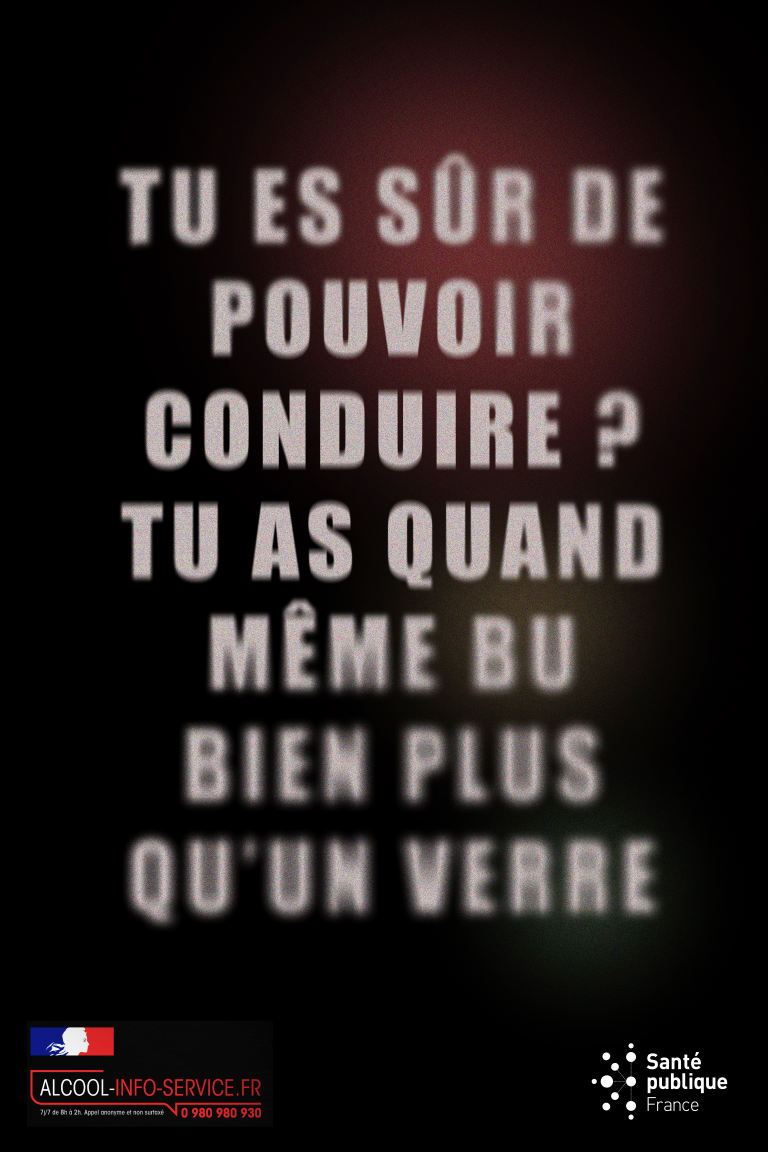 TU ES SÛR DE
POUVOIR
CONDUIRE ?
TU AS QUAND
MÊME BU
BIEN PLUS
QU'UN VERRE
ALCOOL-INFO-SERVICE.FR
7j/7 de 8h à 2h. Appel anonyme et non surtaxé 0 980 980 930
Santé
publique
France